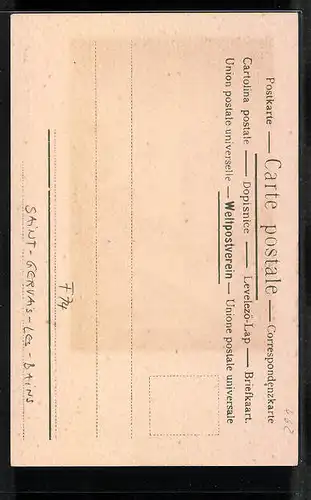 Postkarte — Carte postale — Correspondenzkarte
Cartolina postale — Dopisnice — Levelező-Lap — Briefkaart.
Union postale universelle — Weltpostverein — Unione postale universale
F 74
SAINT-GERVAIS-LES-BAINS